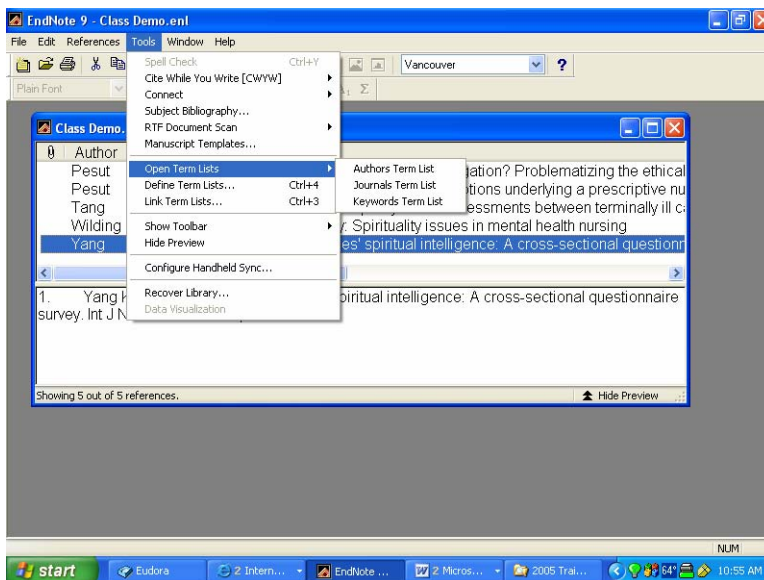 EndNote 9 - Class Demo.enl
File Edit References Tools Window Help
Spell Check Ctrl+Y
Vancouver
Plain Font
Cite While You Write [CWYW]
Connect
Subject Bibliography...
RTF Document Scan
Manuscript Templates...
Open Term Lists
Define Term Lists... Ctrl+4
Link Term Lists... Ctrl+3
Show Toolbar
Hide Preview
Configure Handheld Sync...
Recover Library...
Data Visualization
Authors Term List
Journals Term List
Keywords Term List
Class Demo.
Author
Pesut Problematizing the ethical
Pesut underlying a prescriptive nu
Tang between terminally ill c
Wilding Spirituality issues in mental health nursing
Yang es' spiritual intelligence: A cross-sectional questionn
1. Yang intelligence: A cross-sectional questionnaire
survey. Int J N
Showing 5 out of 5 references. Hide Preview
NUM
start Eudora 2 Intern... EndNote ... 2 Micros... 2005 Trai... 64° 10:55 AM